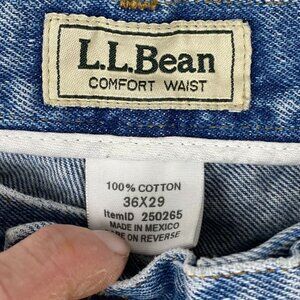 L.L.Bean
COMFORT WAIST
100% COTTON
36X29
ItemID 250265
MADE IN MEXICO
ON REVERSE